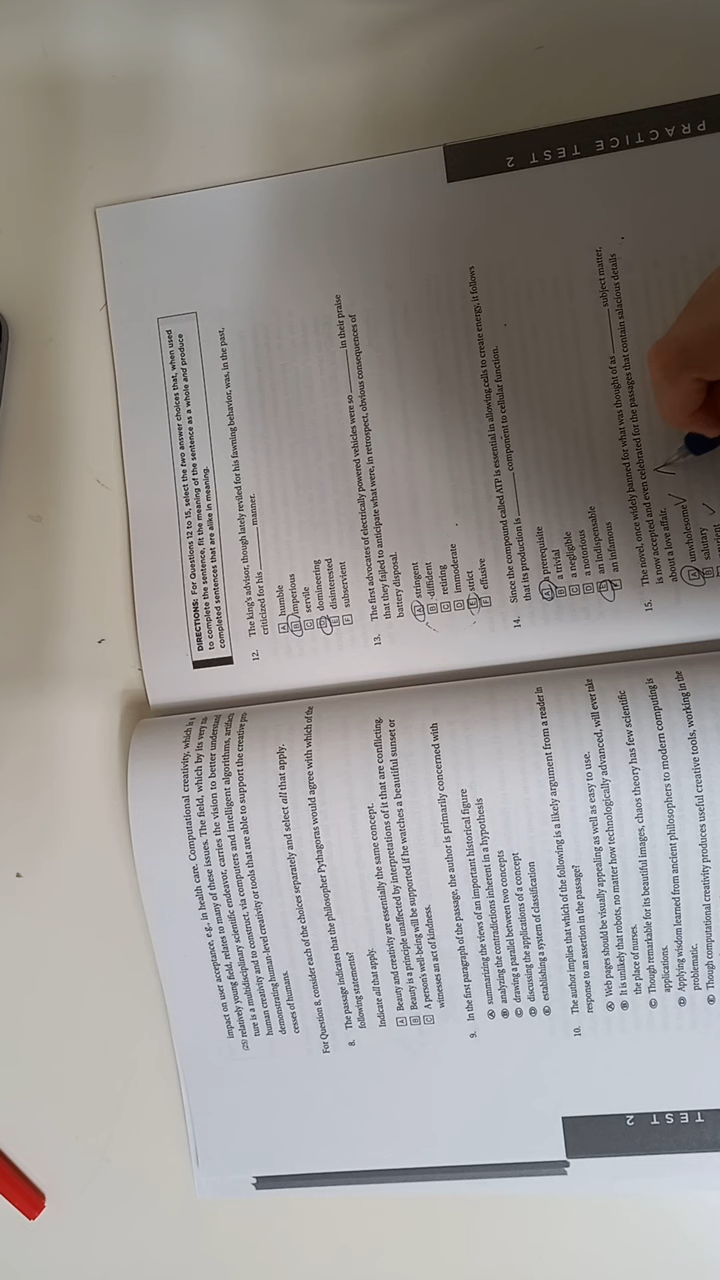 impact on user acceptance, e.g., in health care. Computational creativity, which is
(25) relatively young field, relates to many of these issues. The field, which by its very
ture is a multidisciplinary scientific endeavor, carries the vision to better understand
human creativity and to construct, via computers and intelligent algorithms,
demonstrating human-level creativity or tools that are able to support the creative pro-
cesses of humans.
For Question 8, consider each of the choices separately and select all that apply.
8. The passage indicates that the philosopher Pythagoras would agree with which of the
following statements?
Indicate all that apply.
A Beauty and creativity are essentially the same concept.
B Beauty is a principle unaffected by interpretations of it that are conflicting.
C A person's well-being will be supported if he watches a beautiful sunset or
witnesses an act of kindness.
9. In the first paragraph of the passage, the author is primarily concerned with
A summarizing the views of an important historical figure
B analyzing the contradictions inherent in a hypothesis
C drawing a parallel between two concepts
D discussing the applications of a concept
E establishing a system of classification
10. The author implies that which of the following is a likely argument from a reader in
response to an assertion in the passage?
A Web pages should be visually appealing as well as easy to use.
B It is unlikely that robots, no matter how technologically advanced, will ever take
the place of nurses.
C Though remarkable for its beautiful images, chaos theory has few scientific
applications.
D Applying wisdom learned from ancient philosophers to modern computing is
problematic.
E Though computational creativity produces useful creative tools, working in the
TEST 2
DIRECTIONS: For Questions 12 to 15, select the two answer choices that, when used
to complete the sentence, fit the meaning of the sentence as a whole and produce
completed sentences that are alike in meaning.
12. The king's advisor, though lately reviled for his fawning behavior, was, in the past,
criticized for his ______ manner.
A humble
B imperious
C servile
D domineering
E disinterested
F subservient
13. The first advocates of electrically powered vehicles were so ______ in their praise
that they failed to anticipate what were, in retrospect, obvious consequences of
battery disposal.
A stringent
B diffident
C retiring
D immoderate
E strict
F effusive
14. Since the compound called ATP is essential in allowing cells to create energy, it follows
that its production is ______ component to cellular function.
A a prerequisite
B a trivial
C a negligible
D a notorious
E an indispensable
F an infamous
15. The novel, once widely banned for what was thought of as ______ subject matter,
is now accepted and even celebrated for the passages that contain salacious details
about a love affair.
A unwholesome
B salutary
PRACTICE TEST 2